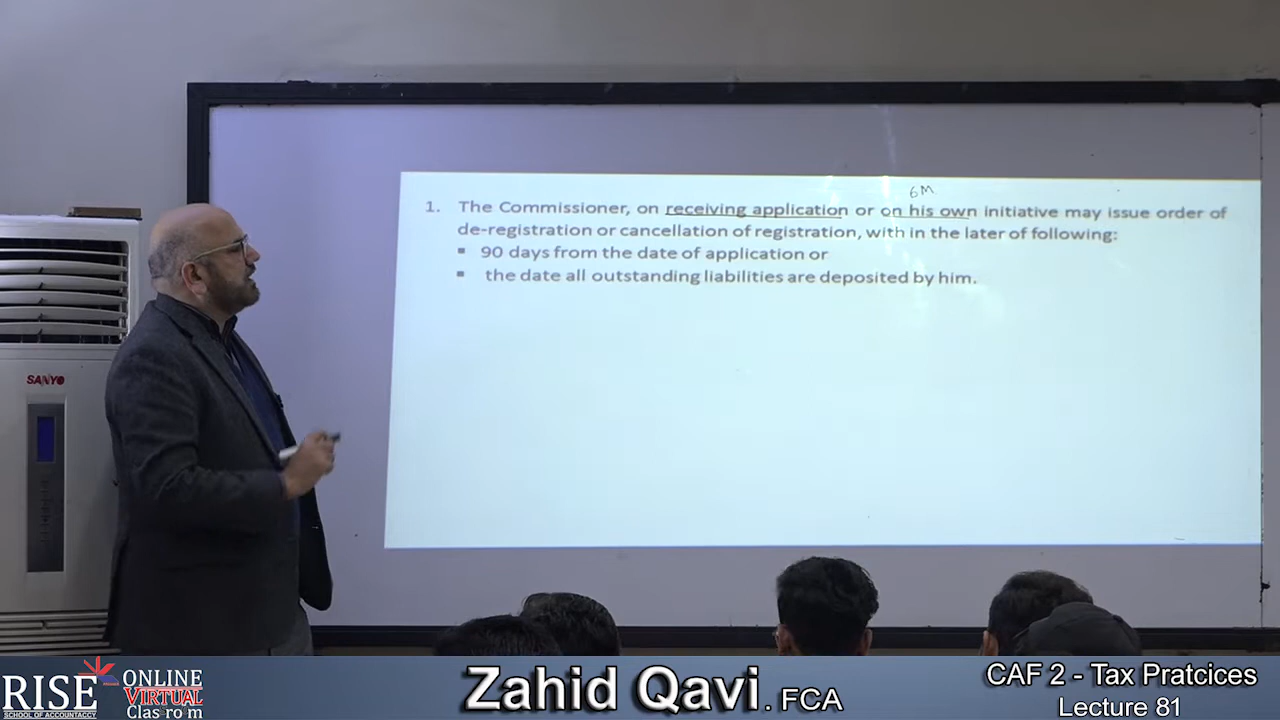 6M
1. The Commissioner, on receiving application or on his own initiative may issue order of
de-registration or cancellation of registration, with in the later of following:
▪ 90 days from the date of application or
▪ the date all outstanding liabilities are deposited by him.
SANYO
RISE
SCHOOL OF ACCOUNTACY
ONLINE
VIRTUAL
Clas ro m
Zahid Qavi . FCA
CAF 2 - Tax Pratcices
Lecture 81